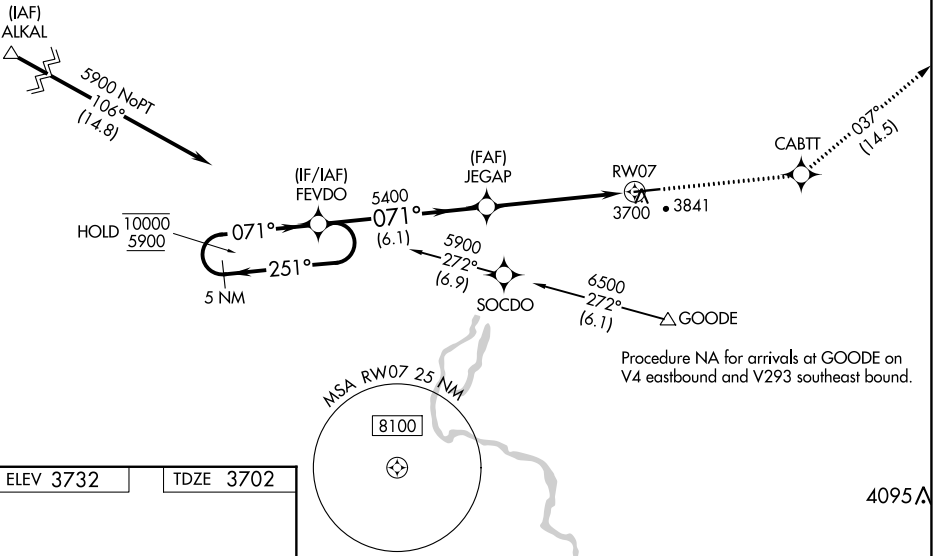 (IAF)
ALKAL
5900 NoPT
106°
(14.8)
(IF/IAF)
FEVDO
HOLD 10000
5900
071°
251°
5 NM
5400
071°
(6.1)
(FAF)
JEGAP
RW07
3700
3841
CABTT
037°
(14.5)
5900
272°
(6.9)
SOCDO
6500
272°
(6.1)
GOODE
Procedure NA for arrivals at GOODE on
V4 eastbound and V293 southeast bound.
MSA RW07 25 NM
8100
ELEV 3732
TDZE 3702
4095